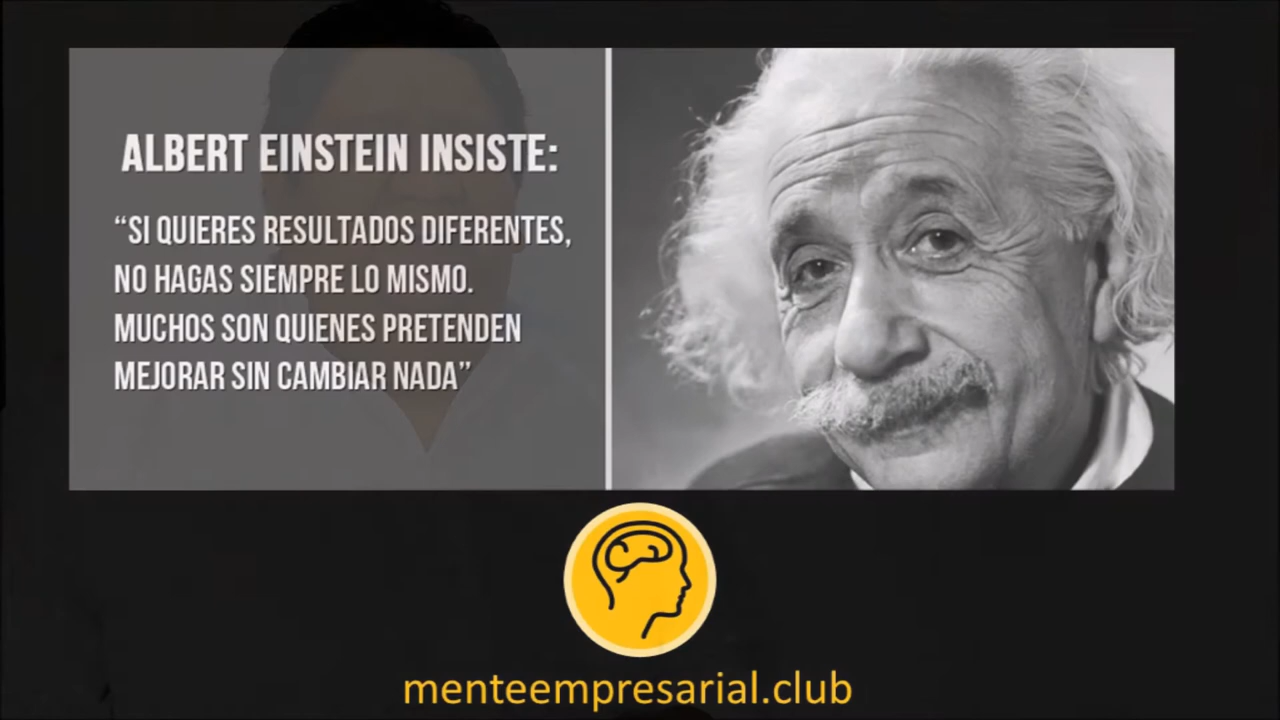 ALBERT EINSTEIN INSISTE:
“SI QUIERES RESULTADOS DIFERENTES,
NO HAGAS SIEMPRE LO MISMO.
MUCHOS SON QUIENES PRETENDEN
MEJORAR SIN CAMBIAR NADA”
menteempresarial.club